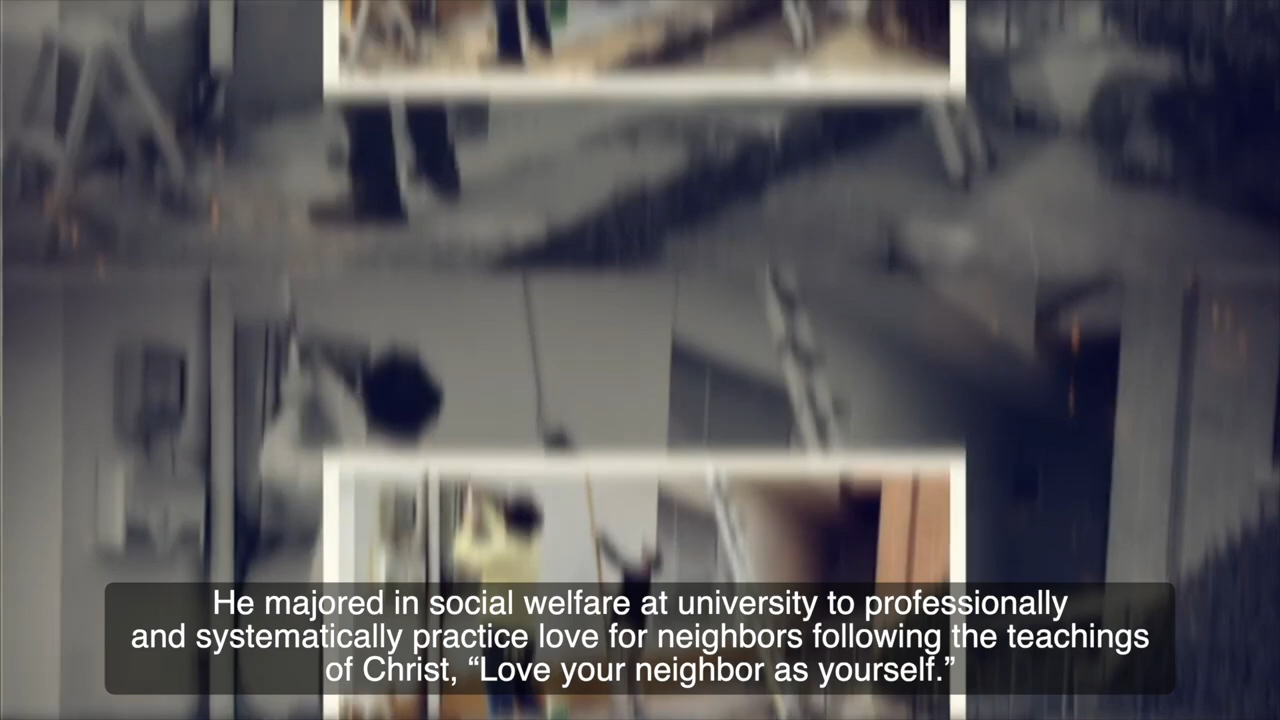 He majored in social welfare at university to professionally
and systematically practice love for neighbors following the teachings
of Christ, “Love your neighbor as yourself.”